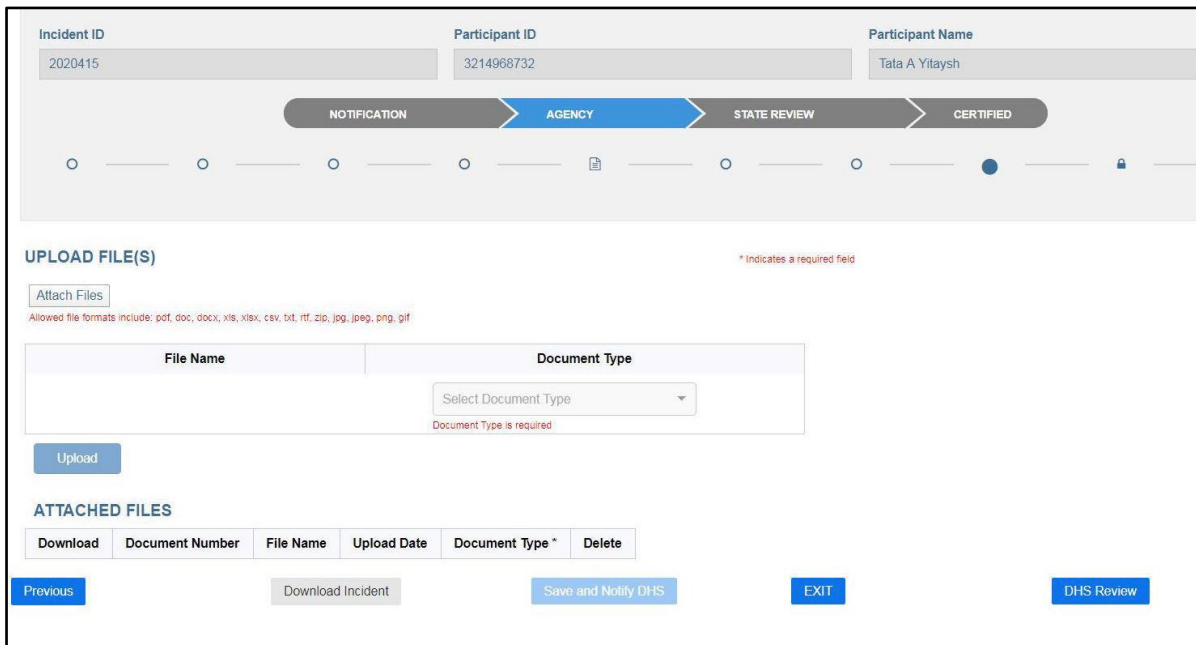 Incident ID Participant ID Participant Name
2020415 3214968732 Tata A Yitaysh
NOTIFICATION AGENCY STATE REVIEW CERTIFIED
UPLOAD FILE(S)
* Indicates a required field
Attach Files
Allowed file formats include: pdf, doc, docx, xls, xlsx, csv, txt, rtf, zip, jpg, jpeg, png, gif
File Name Document Type
Select Document Type
Document Type is required
Upload
ATTACHED FILES
Download Document Number File Name Upload Date Document Type * Delete
Previous Download Incident Save and Notify DHS EXIT DHS Review